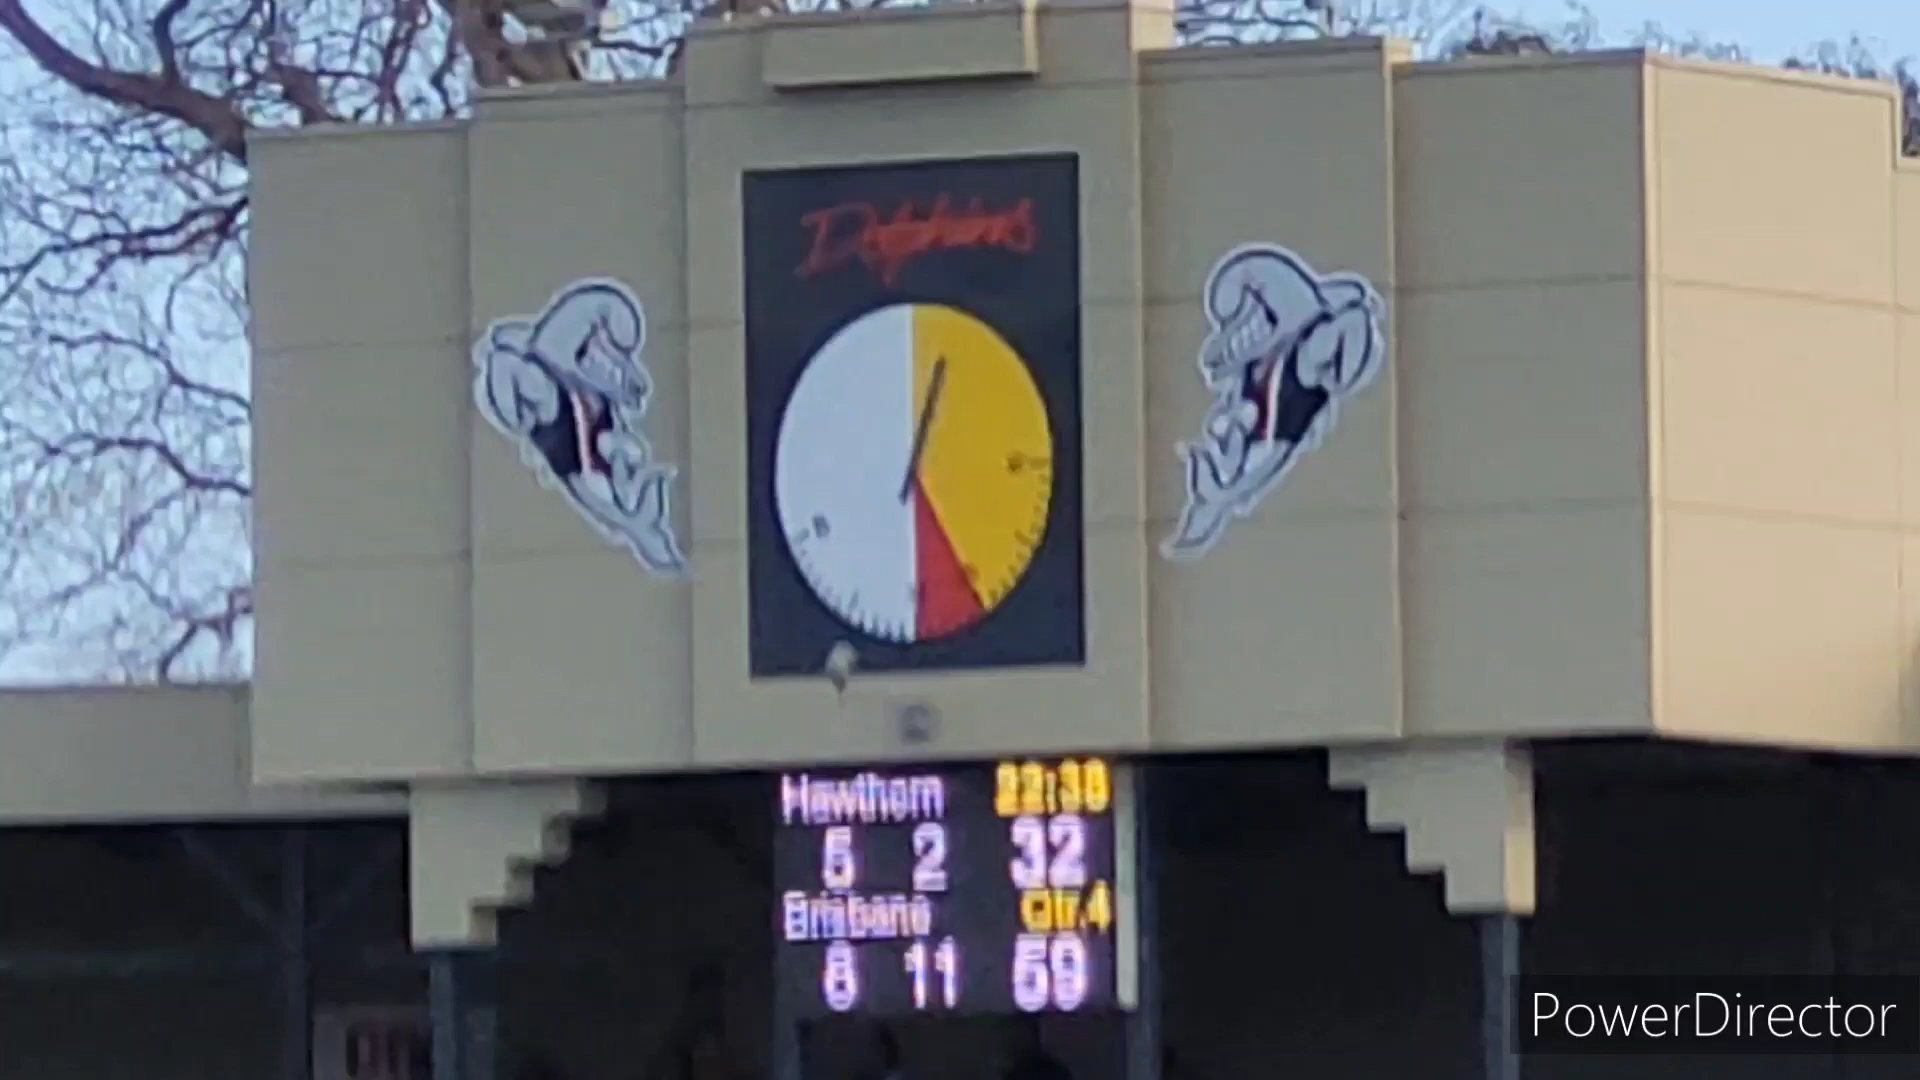 Dolphins
Hawthorn 22:38
5 2 32
Brisbane Qtr.4
8 11 59
PowerDirector